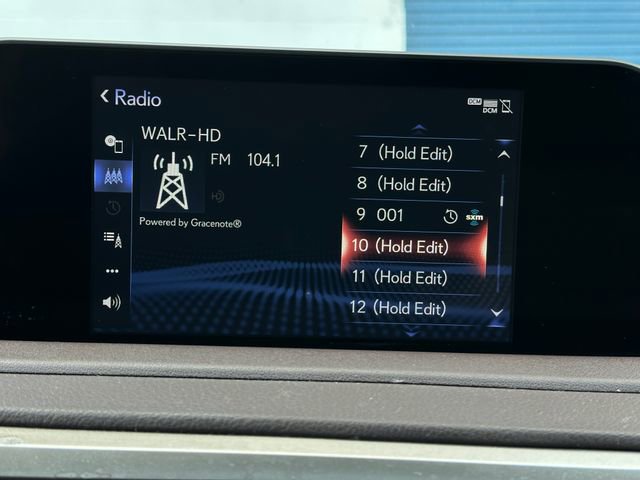 Radio
DCM
DCM
WALR-HD
FM 104.1
Powered by Gracenote®
7 (Hold Edit)
8 (Hold Edit)
9 001 sxm
10 (Hold Edit)
11 (Hold Edit)
12 (Hold Edit)